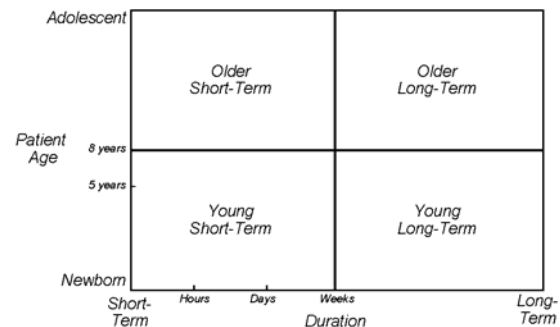 Adolescent
Older
Short-Term
Older
Long-Term
Patient
Age
8 years
5 years
Young
Short-Term
Young
Long-Term
Newborn
Short-
Term
Hours
Days
Weeks
Duration
Long-
Term